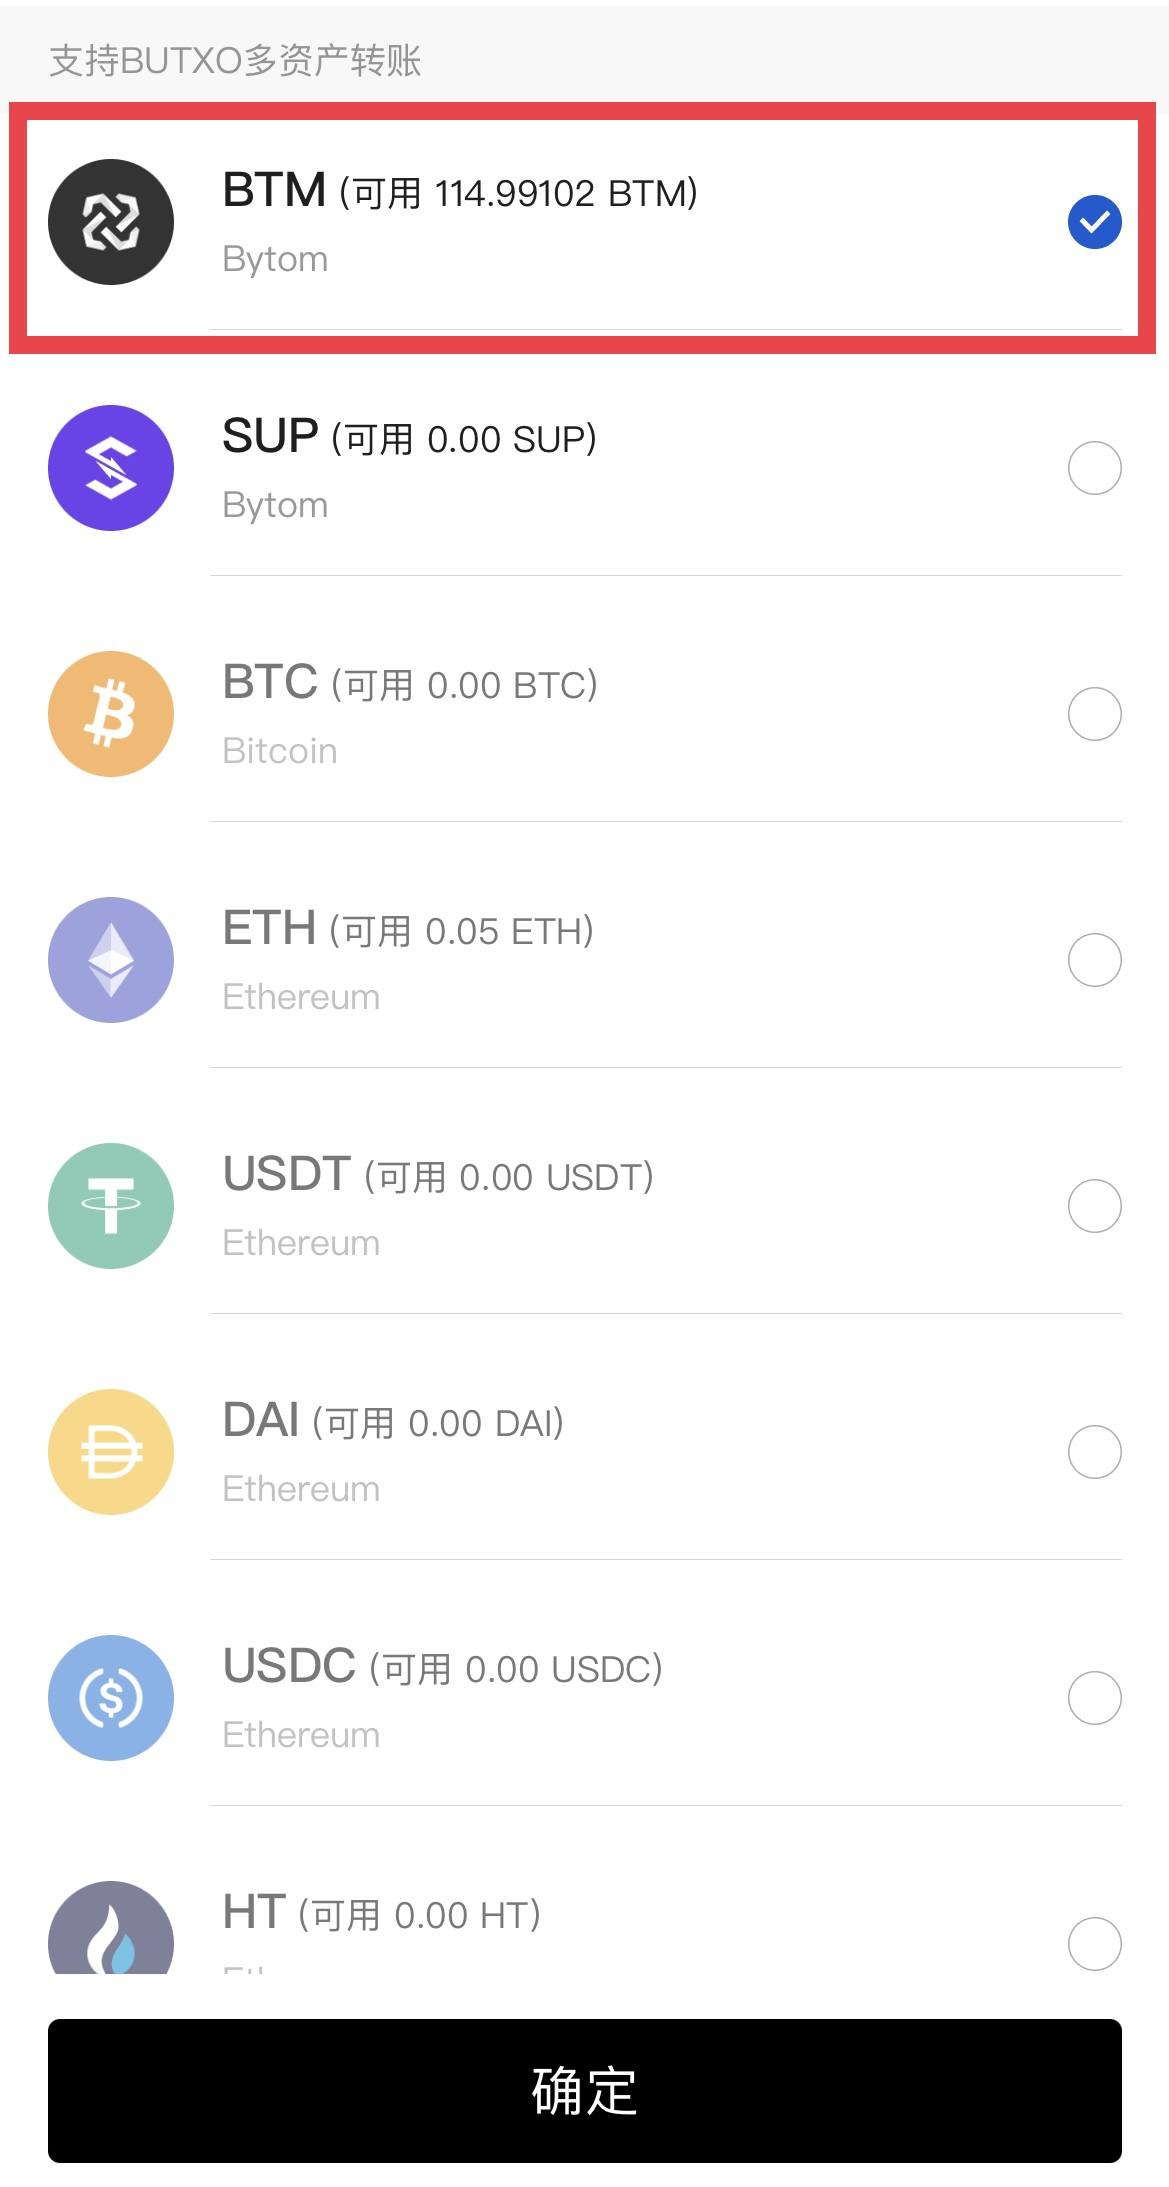 支持BUTXO多资产转账
BTM (可用 114.99102 BTM)
Bytom
SUP (可用 0.00 SUP)
Bytom
BTC (可用 0.00 BTC)
Bitcoin
ETH (可用 0.05 ETH)
Ethereum
USDT (可用 0.00 USDT)
Ethereum
DAI (可用 0.00 DAI)
Ethereum
USDC (可用 0.00 USDC)
Ethereum
HT (可用 0.00 HT)
确定